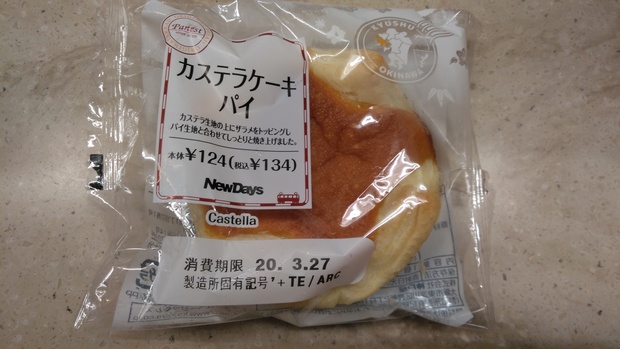 Panest
KYUSHU
OKINAWA
カステラケーキ
パイ
カステラ生地の上にザラメをトッピングし
パイ生地と合わせてしっとりと焼き上げました。
本体¥124(税込¥134)
NewDays
Castella
消費期限 20. 3.27
製造所固有記号'+ TE / ARC